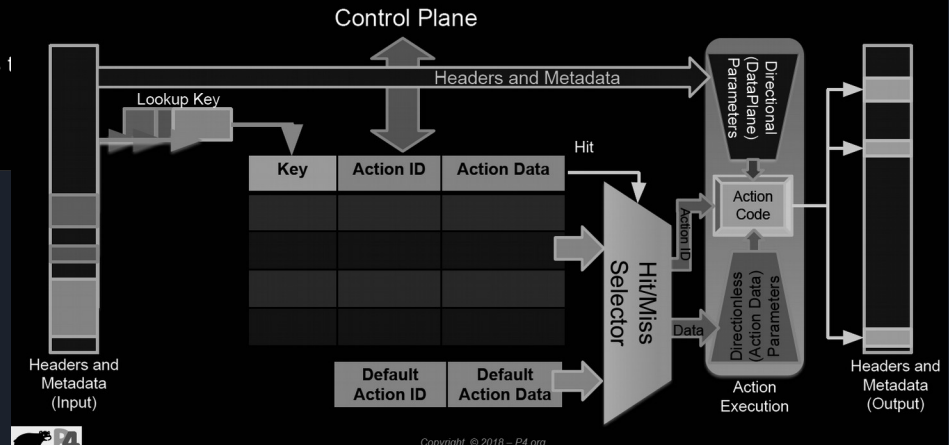 Control Plane
Headers and Metadata
Lookup Key
Hit
Key
Action ID
Action Data
Default
Action ID
Default
Action Data
Hit/Miss
Selector
Action ID
Data
Directional
(DataPlane)
Parameters
Action
Code
Directionless
(Action Data)
Parameters
Action
Execution
Headers and
Metadata
(Input)
Headers and
Metadata
(Output)
P4
Copyright © 2018 – P4.org